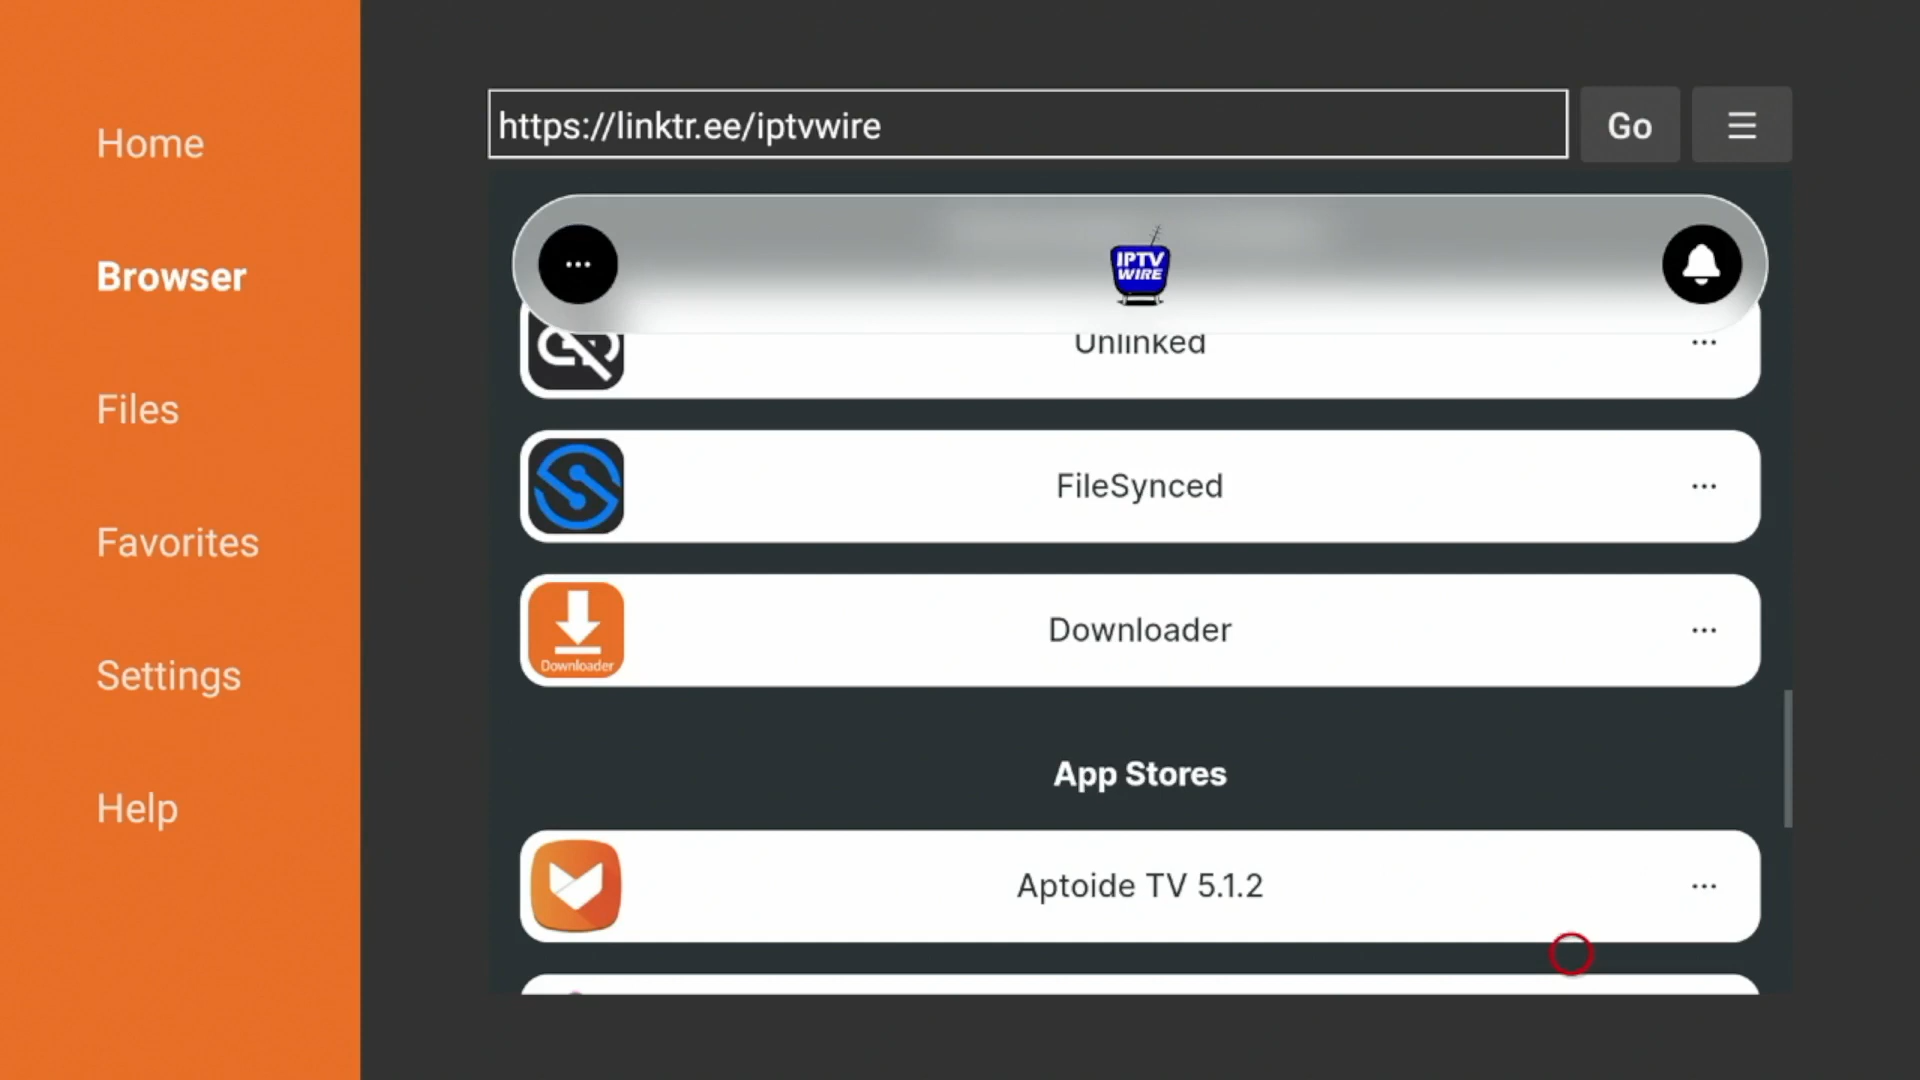 Home
Browser
Files
Favorites
Settings
Help
https://linktr.ee/iptvwire
Go
IPTV
WIRE
Unlinked
FileSynced
Downloader
Downloader
App Stores
Aptoide TV 5.1.2